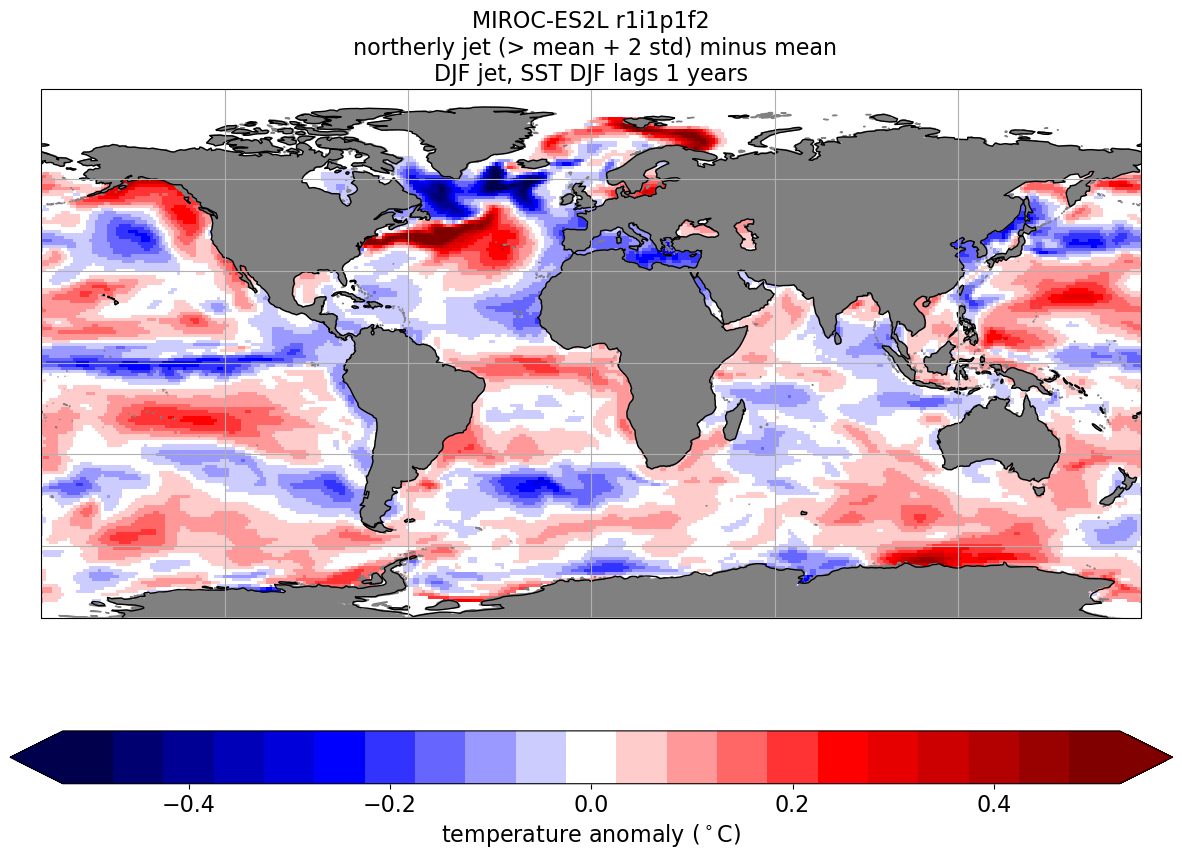 MIROC-ES2L r1i1p1f2
northerly jet (> mean + 2 std) minus mean
DJF jet, SST DJF lags 1 years
−0.4 −0.2 0.0 0.2 0.4
temperature anomaly (°C)